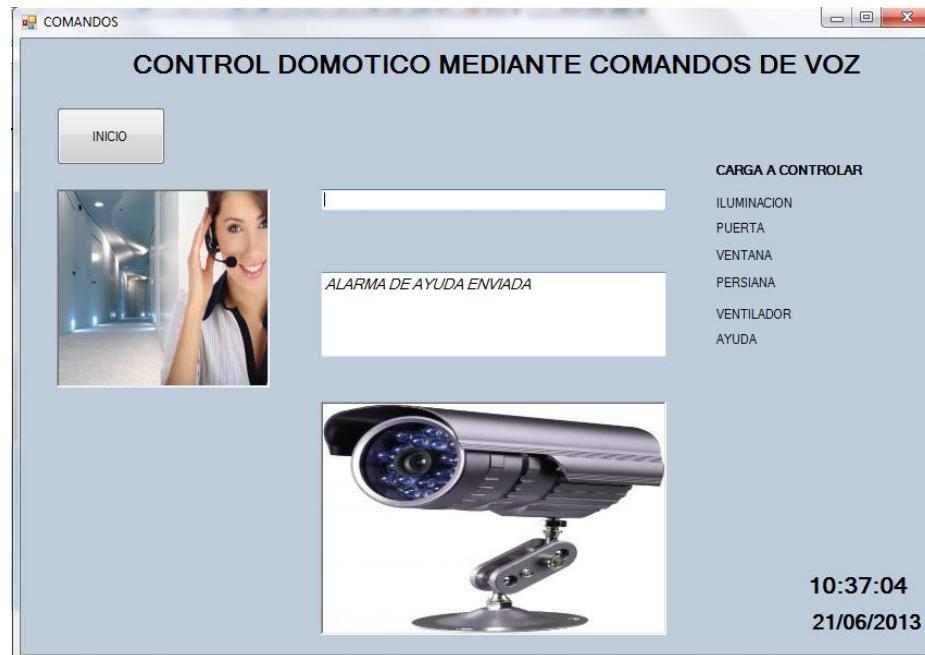 COMANDOS
CONTROL DOMOTICO MEDIANTE COMANDOS DE VOZ
INICIO
CARGA A CONTROLAR
ILUMINACION
PUERTA
VENTANA
PERSIANA
VENTILADOR
AYUDA
ALARMA DE AYUDA ENVIADA
10:37:04
21/06/2013